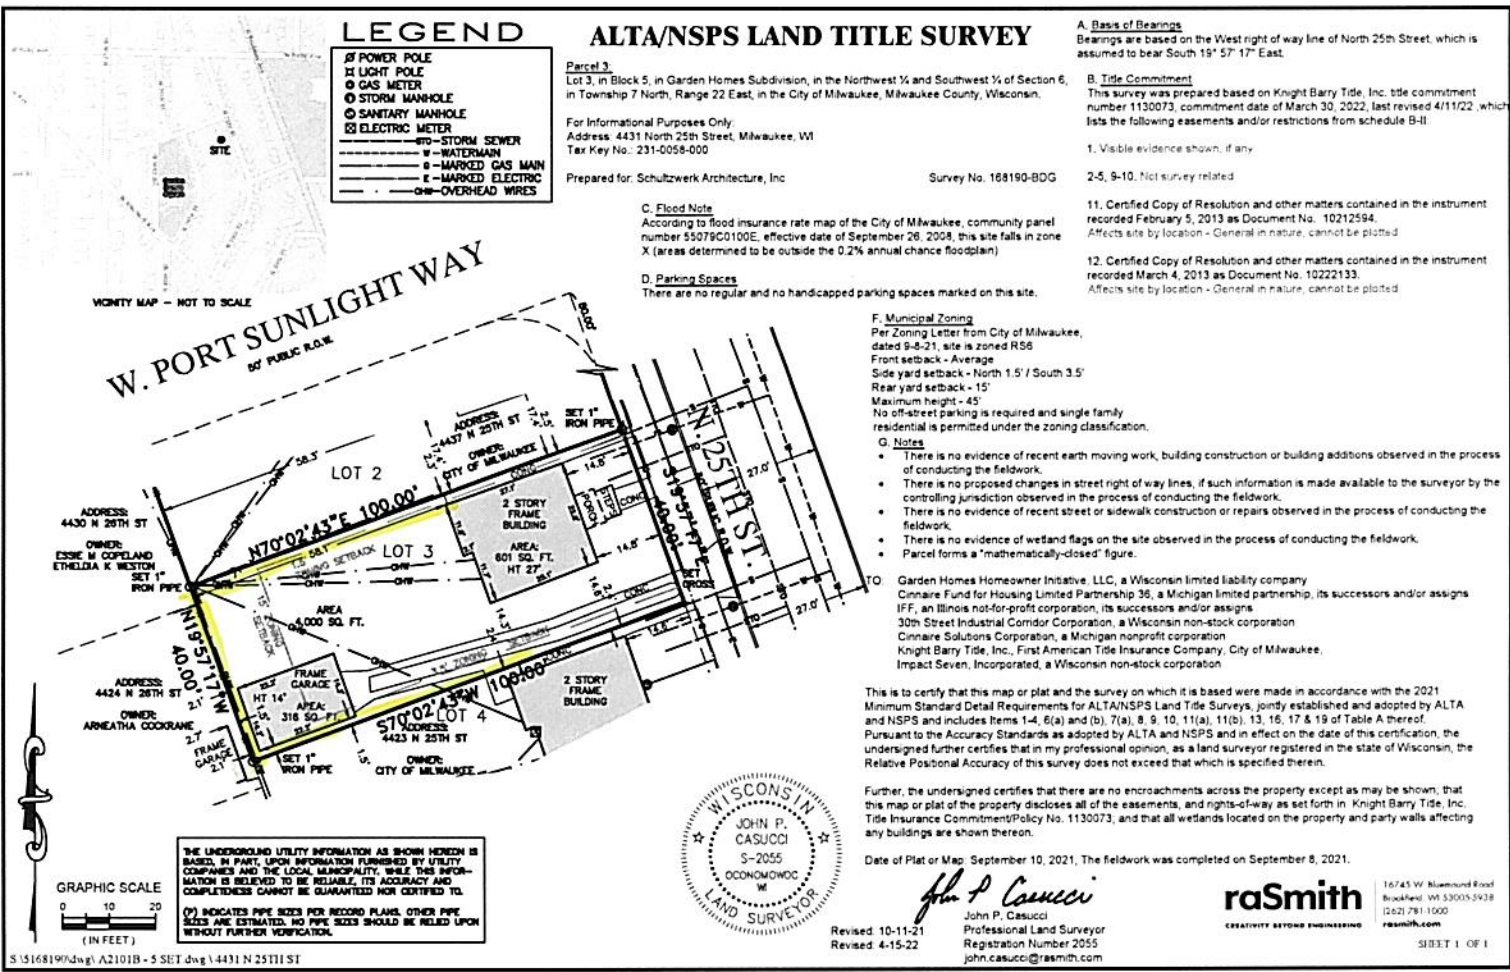 LEGEND
POWER POLE
LIGHT POLE
GAS METER
STORM MANHOLE
SANITARY MANHOLE
ELECTRIC METER
STO-STORM SEWER
W-WATERMAIN
G-MARKED GAS MAIN
E-MARKED ELECTRIC
OHW-OVERHEAD WIRES
SITE
VICINITY MAP - NOT TO SCALE
ALTA/NSPS LAND TITLE SURVEY
Parcel 3:
Lot 3, in Block 5, in Garden Homes Subdivision, in the Northwest ¼ and Southwest ¼ of Section 6,
in Township 7 North, Range 22 East, in the City of Milwaukee, Milwaukee County, Wisconsin.
For Informational Purposes Only:
Address: 4431 North 25th Street, Milwaukee, WI
Tax Key No.: 231-0058-000
Prepared for: Schultzwerk Architecture, Inc
Survey No. 168190-BDG
C. Flood Note
According to flood insurance rate map of the City of Milwaukee, community panel
number 55079C0100E, effective date of September 26, 2008, this site falls in zone
X (areas determined to be outside the 0.2% annual chance floodplain)
D. Parking Spaces
There are no regular and no handicapped parking spaces marked on this site.
A. Basis of Bearings
Bearings are based on the West right of way line of North 25th Street, which is
assumed to bear South 19° 57' 17" East.
B. Title Commitment
This survey was prepared based on Knight Barry Title, Inc. title commitment
number 1130073, commitment date of March 30, 2022, last revised 4/11/22 ,which
lists the following easements and/or restrictions from schedule B-II:
1. Visible evidence shown, if any
2-5, 9-10. Not survey related
11. Certified Copy of Resolution and other matters contained in the instrument
recorded February 5, 2013 as Document No. 10212594.
Affects site by location - General in nature, cannot be plotted
12. Certified Copy of Resolution and other matters contained in the instrument
recorded March 4, 2013 as Document No. 10222133.
Affects site by location - General in nature, cannot be plotted
F. Municipal Zoning
Per Zoning Letter from City of Milwaukee,
dated 9-8-21, site is zoned RS6
Front setback - Average
Side yard setback - North 1.5' / South 3.5'
Rear yard setback - 15'
Maximum height - 45'
No off-street parking is required and single family
residential is permitted under the zoning classification.
G. Notes
• There is no evidence of recent earth moving work, building construction or building additions observed in the process
of conducting the fieldwork.
• There is no proposed changes in street right of way lines, if such information is made available to the surveyor by the
controlling jurisdiction observed in the process of conducting the fieldwork.
• There is no evidence of recent street or sidewalk construction or repairs observed in the process of conducting the
fieldwork.
• There is no evidence of wetland flags on the site observed in the process of conducting the fieldwork.
• Parcel forms a "mathematically-closed" figure.
TO: Garden Homes Homeowner Initiative, LLC, a Wisconsin limited liability company
Cinnaire Fund for Housing Limited Partnership 36, a Michigan limited partnership, its successors and/or assigns
IFF, an Illinois not-for-profit corporation, its successors and/or assigns
30th Street Industrial Corridor Corporation, a Wisconsin non-stock corporation
Cinnaire Solutions Corporation, a Michigan nonprofit corporation
Knight Barry Title, Inc., First American Title Insurance Company, City of Milwaukee,
Impact Seven, Incorporated, a Wisconsin non-stock corporation
This is to certify that this map or plat and the survey on which it is based were made in accordance with the 2021
Minimum Standard Detail Requirements for ALTA/NSPS Land Title Surveys, jointly established and adopted by ALTA
and NSPS and includes Items 1-4, 6(a) and (b), 7(a), 8, 9, 10, 11(a), 11(b), 13, 16, 17 & 19 of Table A thereof.
Pursuant to the Accuracy Standards as adopted by ALTA and NSPS and in effect on the date of this certification, the
undersigned further certifies that in my professional opinion, as a land surveyor registered in the state of Wisconsin, the
Relative Positional Accuracy of this survey does not exceed that which is specified therein.
Further, the undersigned certifies that there are no encroachments across the property except as may be shown; that
this map or plat of the property discloses all of the easements, and rights-of-way as set forth in Knight Barry Title, Inc.
Title Insurance Commitment/Policy No. 1130073; and that all wetlands located on the property and party walls affecting
any buildings are shown thereon.
Date of Plat or Map: September 10, 2021, The fieldwork was completed on September 8, 2021.
John P Casucci
John P. Casucci
Professional Land Surveyor
Registration Number 2055
john.casucci@rasmith.com
Revised: 10-11-21
Revised: 4-15-22
raSmith
CREATIVITY BEYOND ENGINEERING
16745 W. Bluemound Road
Brookfield, WI 53005-5938
(262) 781-1000
rasmith.com
SHEET 1 OF 1
WISCONSIN
JOHN P.
CASUCCI
S-2055
OCONOMOWOC
WI
LAND SURVEYOR
W. PORT SUNLIGHT WAY
60' PUBLIC R.O.W.
60.00'
N. 25TH ST.
LOT 2
58.3'
ADDRESS:
4437 N 25TH ST
OWNER:
CITY OF MILWAUKEE
SET 1"
IRON PIPE
17.4'
2.3'
N70°02'43"E 100.00'
58.1'
1.5' ZONING SETBACK
LOT 3
CONC
2 STORY
FRAME
BUILDING
AREA:
601 SQ. FT.
HT 27'
14.8'
PORCH
STEPS
CONC
14.8'
40.00'
SET
CROSS
27.0'
27.0'
ADDRESS:
4430 N 26TH ST
OWNER:
ESSIE M COPELAND
ETHELDIA K WESTON
SET 1"
IRON PIPE
N19°57'17"W
40.00'
15' ZONING
SETBACK
AREA
4,000 SQ. FT.
FRAME
GARAGE
HT 14'
AREA:
318 SQ. FT.
3.5' ZONING SETBACK
14.3'
CONC
S70°02'43"W 100.00'
CONC
LOT 4
ADDRESS:
4423 N 25TH ST
OWNER:
CITY OF MILWAUKEE
2 STORY
FRAME
BUILDING
14.6'
ADDRESS:
4424 N 26TH ST
OWNER:
ARNEATHA COCKRANE
2.1'
2.7'
FRAME
GARAGE
2.1'
SET 1"
IRON PIPE
1.5'
THE UNDERGROUND UTILITY INFORMATION AS SHOWN HEREON IS
BASED, IN PART, UPON INFORMATION FURNISHED BY UTILITY
COMPANIES AND THE LOCAL MUNICIPALITY. WHILE THIS INFOR-
MATION IS BELIEVED TO BE RELIABLE, ITS ACCURACY AND
COMPLETENESS CANNOT BE GUARANTEED NOR CERTIFIED TO.
(P) INDICATES PIPE SIZES PER RECORD PLANS. OTHER PIPE
SIZES ARE ESTIMATED. NO PIPE SIZES SHOULD BE RELIED UPON
WITHOUT FURTHER VERIFICATION.
GRAPHIC SCALE
0 10 20
( IN FEET )
S:\5168190\dwg\ A2101B - 5 SET.dwg \ 4431 N 25TH ST